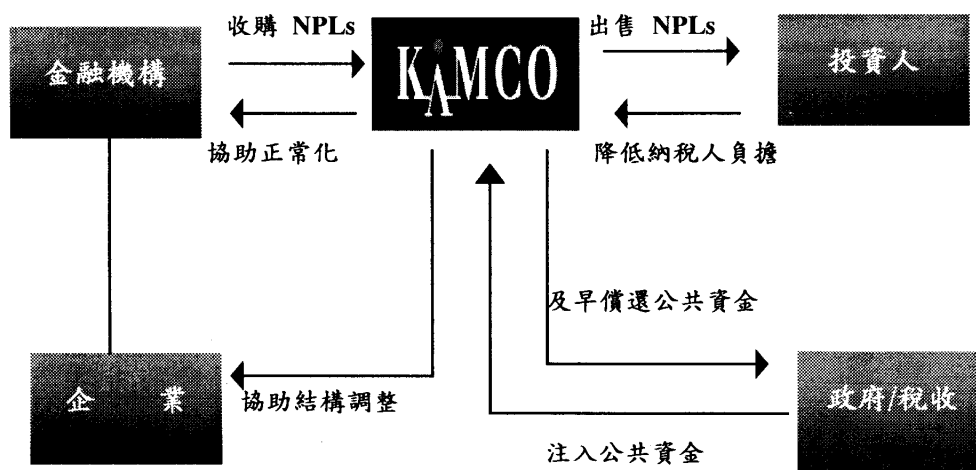 收購 NPLs
出售 NPLs
金融機構
KAMCO
投資人
協助正常化
降低納稅人負擔
及早償還公共資金
企 業
協助結構調整
政府/稅收
注入公共資金